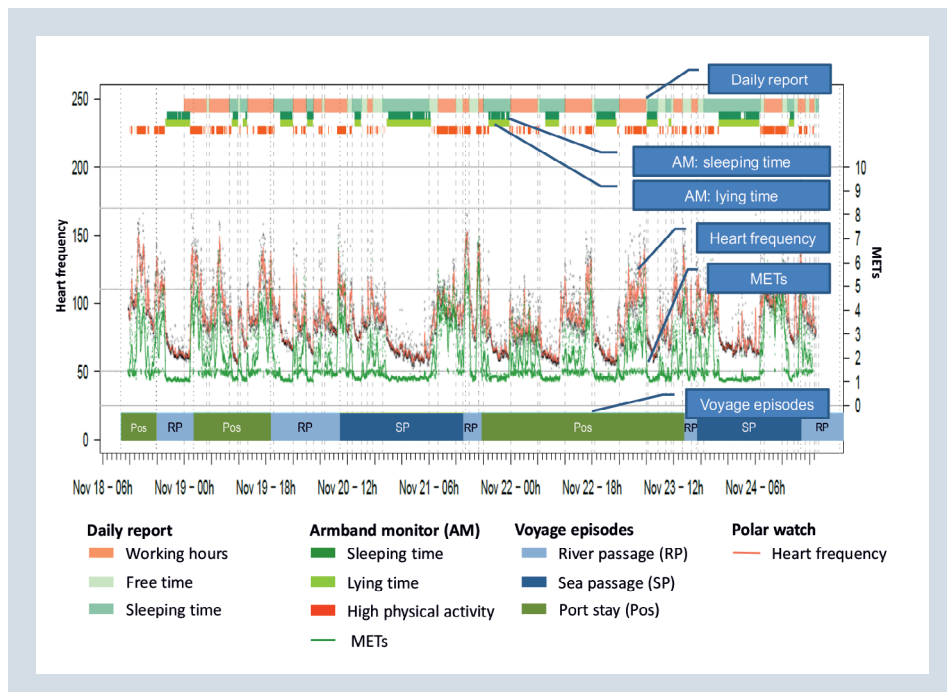 Daily report
AM: sleeping time
AM: lying time
Heart frequency
METs
Voyage episodes
250
200
150
100
50
0
Heart frequency
10
9
8
7
6
5
4
3
2
1
0
METs
Pos RP Pos RP SP RP Pos RP SP RP
Nov 18 – 06h Nov 19 – 00h Nov 19 – 18h Nov 20 – 12h Nov 21 – 06h Nov 22 – 00h Nov 22 – 18h Nov 23 – 12h Nov 24 – 06h
Daily report
Working hours
Free time
Sleeping time
Armband monitor (AM)
Sleeping time
Lying time
High physical activity
METs
Voyage episodes
River passage (RP)
Sea passage (SP)
Port stay (Pos)
Polar watch
Heart frequency